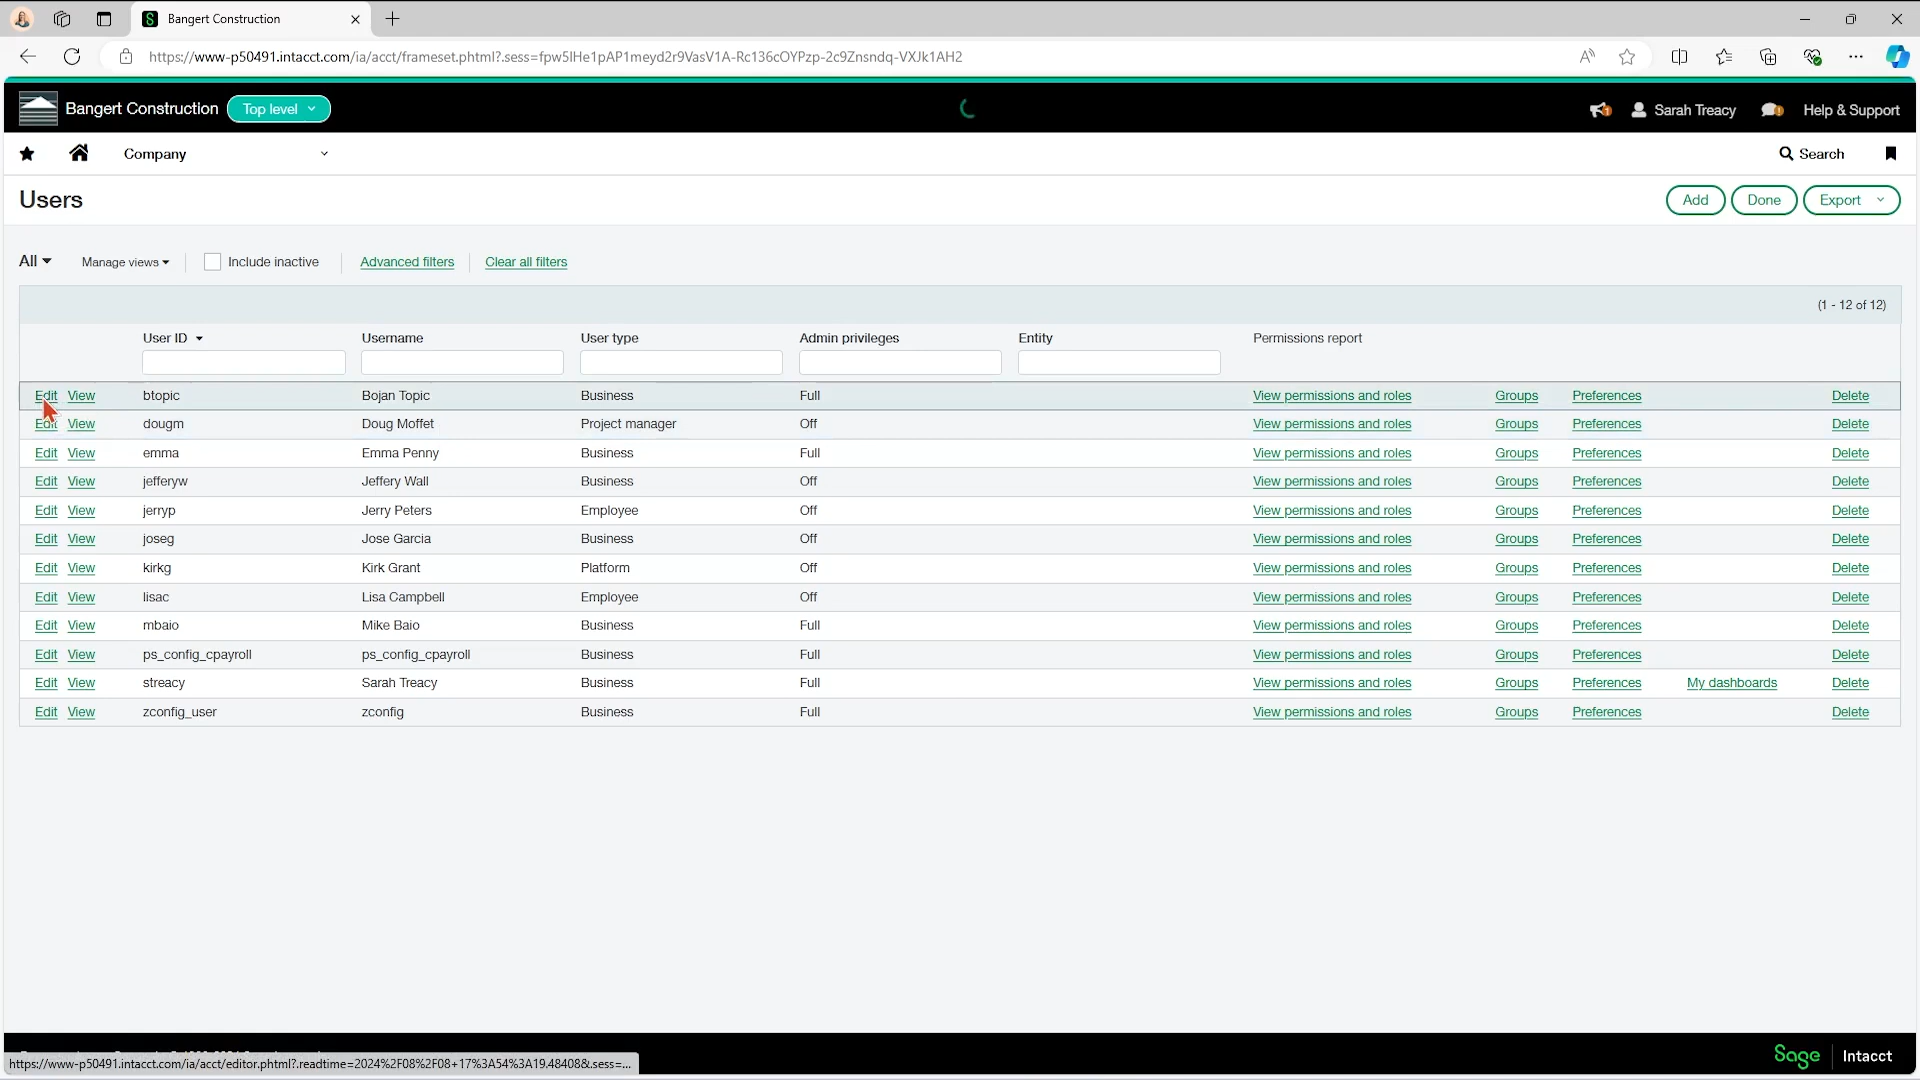 Bangert Construction
https://www-p50491.intacct.com/ia/acct/frameset.phtml?.sess=fpw5lHe1pAP1meyd2r9VasV1A-Rc136cOYPzp-2c9Znsndq-VXJk1AH2
Bangert Construction Top level Sarah Treacy Help & Support
Company Search
Users Add Done Export
All Manage views Include inactive Advanced filters Clear all filters
(1 - 12 of 12)
User ID Username User type Admin privileges Entity Permissions report
Edit View btopic Bojan Topic Business Full View permissions and roles Groups Preferences Delete
Edit View dougm Doug Moffet Project manager Off View permissions and roles Groups Preferences Delete
Edit View emma Emma Penny Business Full View permissions and roles Groups Preferences Delete
Edit View jefferyw Jeffery Wall Business Off View permissions and roles Groups Preferences Delete
Edit View jerryp Jerry Peters Employee Off View permissions and roles Groups Preferences Delete
Edit View joseg Jose Garcia Business Off View permissions and roles Groups Preferences Delete
Edit View kirkg Kirk Grant Platform Off View permissions and roles Groups Preferences Delete
Edit View lisac Lisa Campbell Employee Off View permissions and roles Groups Preferences Delete
Edit View mbaio Mike Baio Business Full View permissions and roles Groups Preferences Delete
Edit View ps_config_cpayroll ps_config_cpayroll Business Full View permissions and roles Groups Preferences Delete
Edit View streacy Sarah Treacy Business Full View permissions and roles Groups Preferences My dashboards Delete
Edit View zconfig_user zconfig Business Full View permissions and roles Groups Preferences Delete
https://www-p50491.intacct.com/ia/acct/editor.phtml?.readtime=2024%2F08%2F08+17%3A54%3A19.48408&.sess=...
Sage Intacct